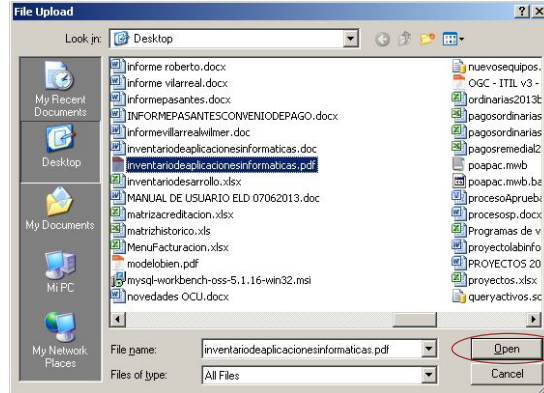 File Upload
Look in:
Desktop
My Recent
Documents
Desktop
My Documents
Mi PC
My Network
Places
informe roberto.docx
informe vilarreal.docx
informepasantes.docx
INFORMEPASANTESCONVENIODEPAGO.docx
informevillarrealwilmer.doc
inventariodeaplicacionesinformaticas.doc
inventariodeaplicacionesinformaticas.pdf
inventariodesarrollo.xlsx
MANUAL DE USUARIO ELD 07062013.doc
matrizacreditacion.xlsx
matrizhistorico.xls
MenuFacturacion.xlsx
modelobien.pdf
mysql-workbench-oss-5.1.16-win32.msi
novedades OCU.docx
nuevosequipos.
OGC - ITIL v3 -
ordinarias2013b
pagosordinarias
pagosordinarias
pagosremedial2
poapac.mwb
poapac.mwb.ba
procesoAprueba
procesosp.docx
Programas de v
proyectolabinfo
PROYECTOS 20
proyectos.xlsx
queryactivos.sc
File name:
inventariodeaplicacionesinformaticas.pdf
Open
Files of type:
All Files
Cancel